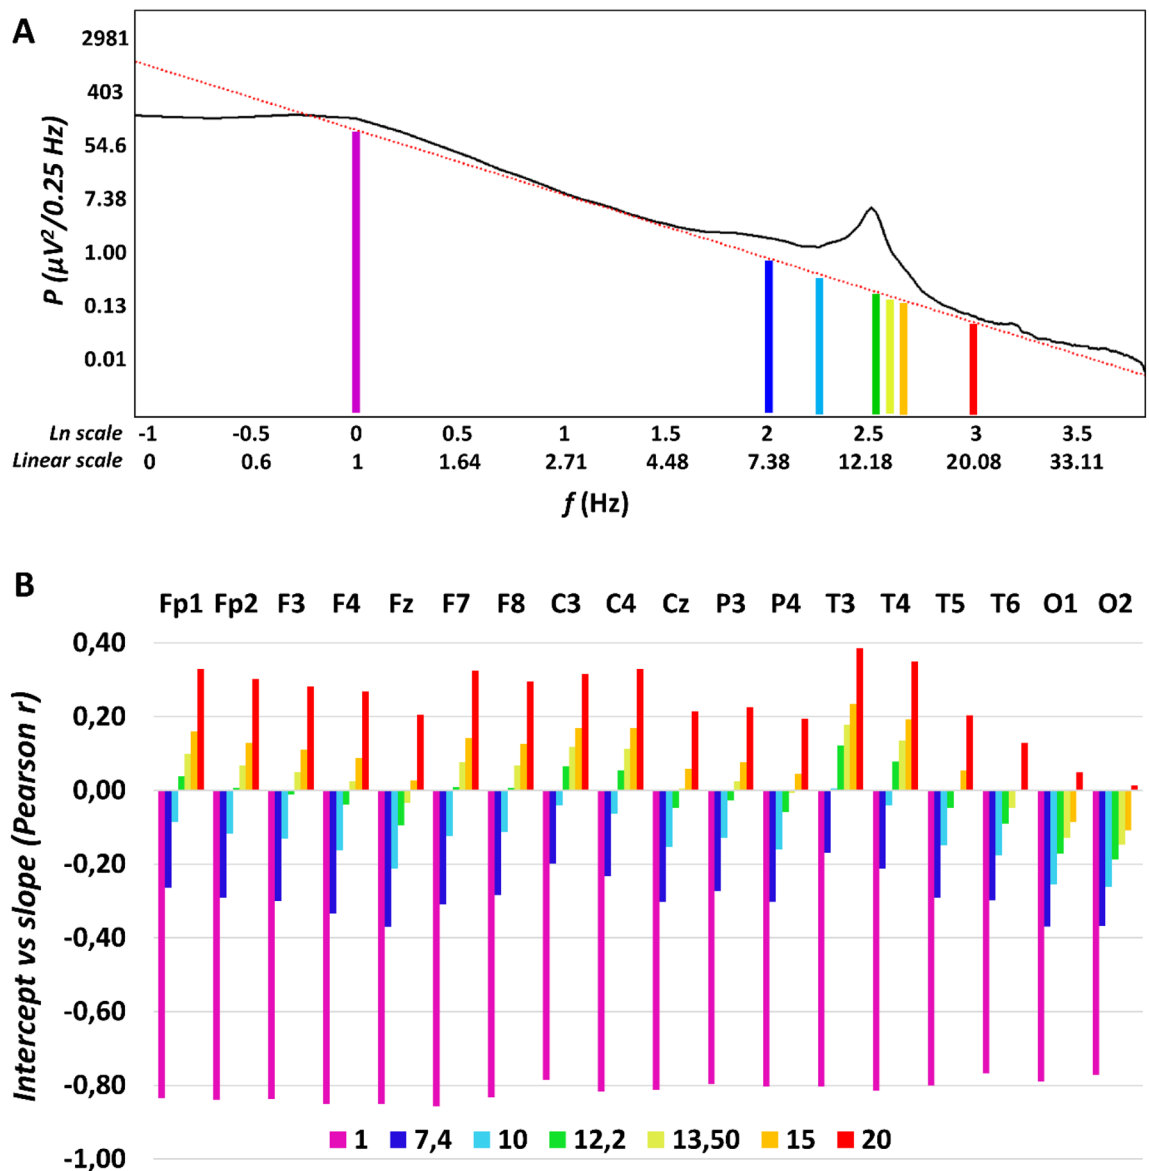 A
2981
403
54.6
7.38
1.00
0.13
0.01
P (µV²/0.25 Hz)
Ln scale -1 -0.5 0 0.5 1 1.5 2 2.5 3 3.5
Linear scale 0 0.6 1 1.64 2.71 4.48 7.38 12.18 20.08 33.11
f (Hz)
B
Fp1 Fp2 F3 F4 Fz F7 F8 C3 C4 Cz P3 P4 T3 T4 T5 T6 O1 O2
0,40
0,20
0,00
-0,20
-0,40
-0,60
-0,80
-1,00
Intercept vs slope (Pearson r)
1 7,4 10 12,2 13,50 15 20